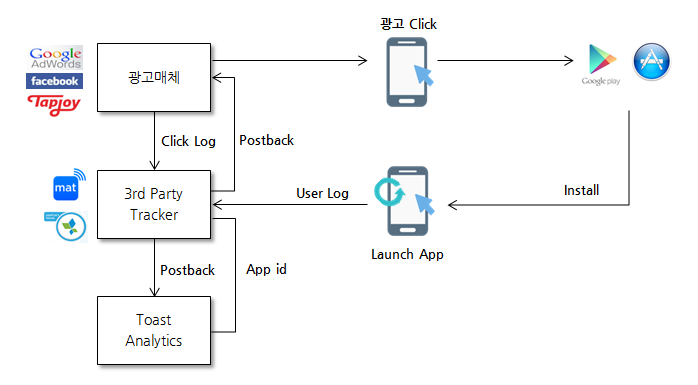 광고 Click
Google
AdWords
facebook
Tapjoy
광고매체
Google play
Click Log
Postback
mat
3rd Party
Tracker
User Log
Install
Launch App
Postback
App id
Toast
Analytics